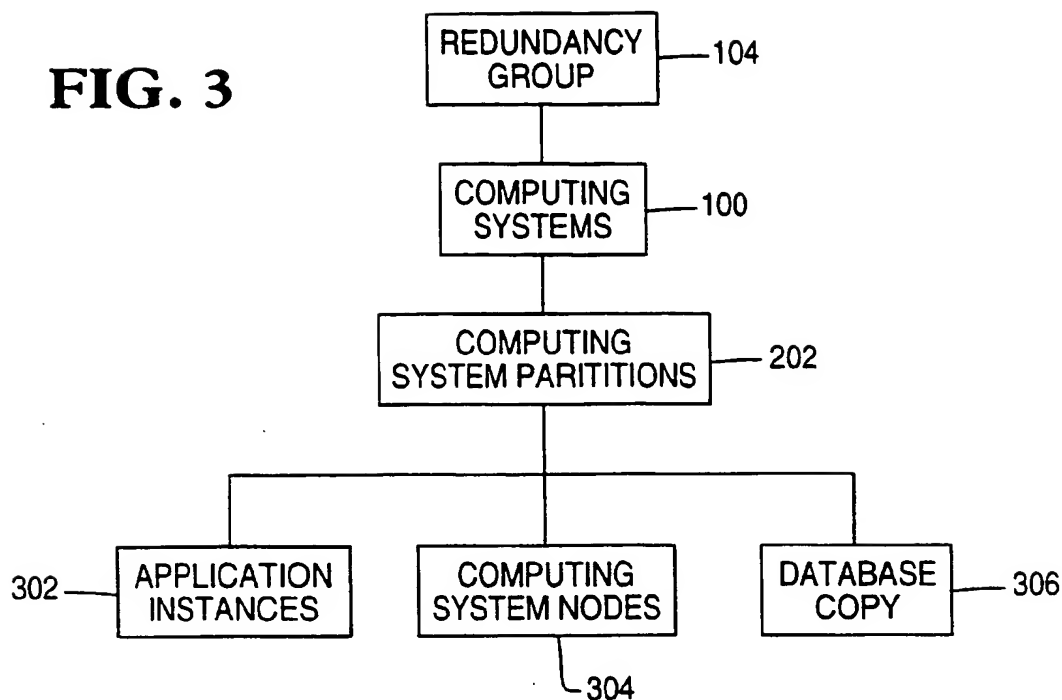 FIG. 3
REDUNDANCY
GROUP
104
COMPUTING
SYSTEMS
100
COMPUTING
SYSTEM PARITITIONS
202
302
APPLICATION
INSTANCES
COMPUTING
SYSTEM NODES
304
DATABASE
COPY
306